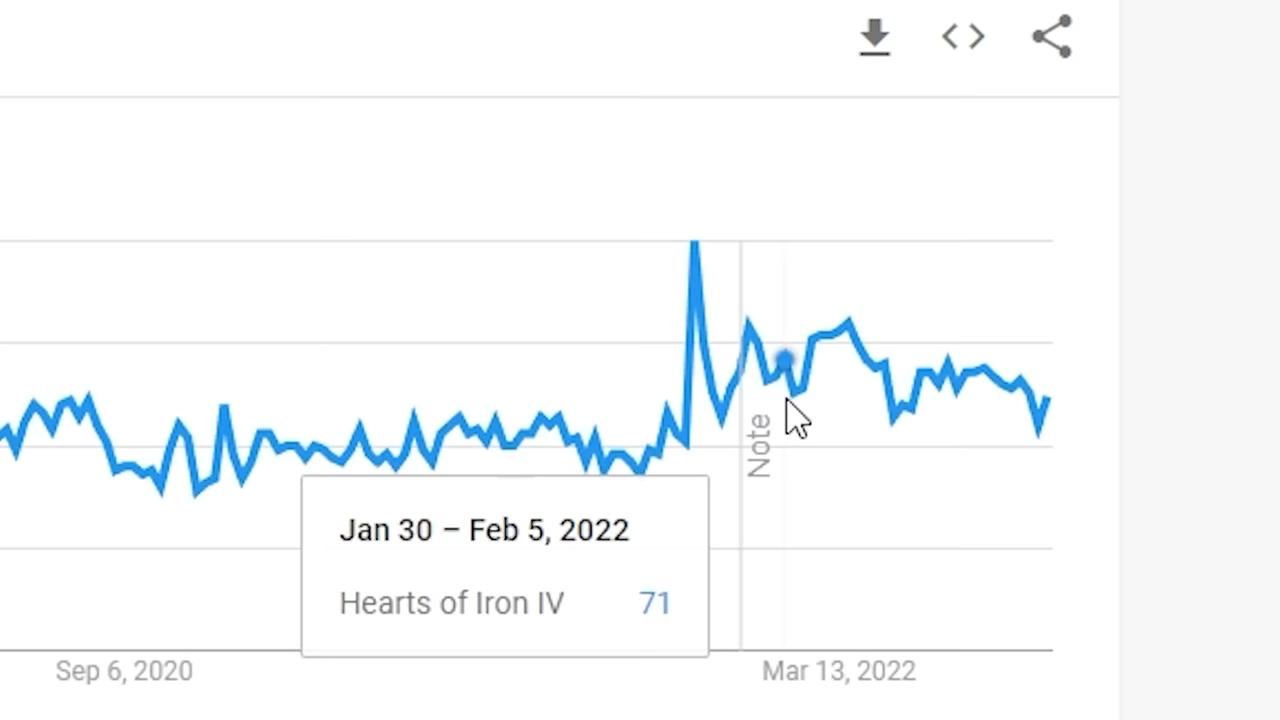 Note
Jan 30 – Feb 5, 2022
Hearts of Iron IV 71
Sep 6, 2020
Mar 13, 2022